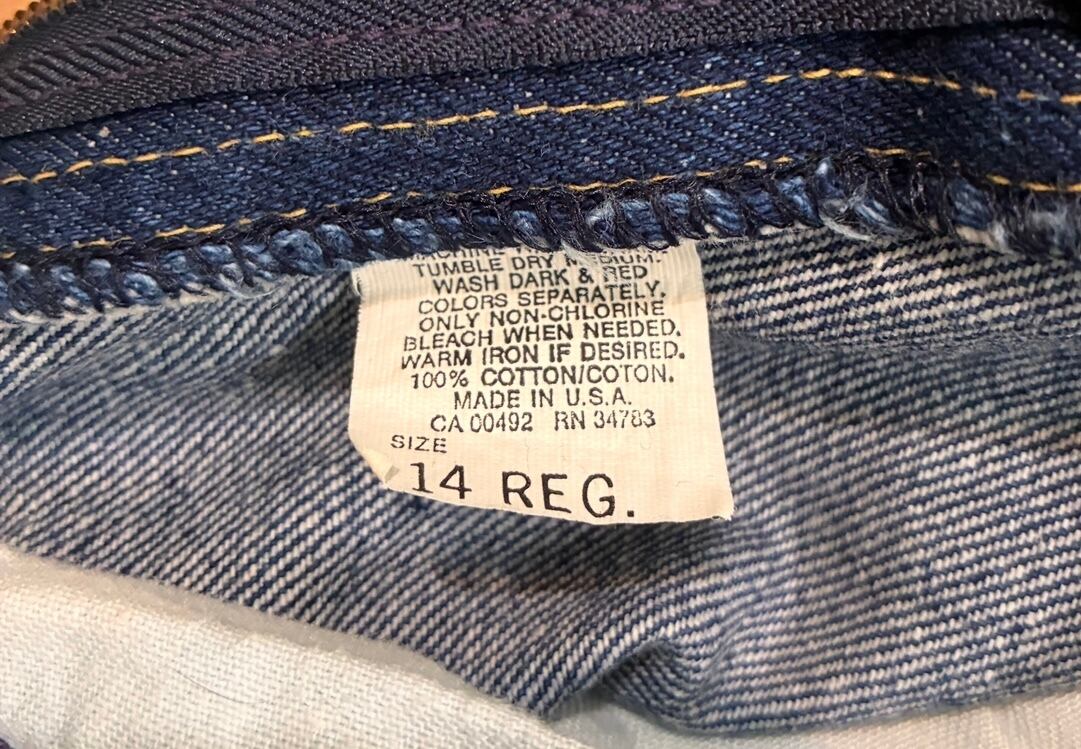 TUMBLE DRY MEDIUM.
WASH DARK & RED
COLORS SEPARATELY.
ONLY NON-CHLORINE
BLEACH WHEN NEEDED.
WARM IRON IF DESIRED.
100% COTTON/COTON.
MADE IN U.S.A.
CA 00492 RN 34783
SIZE
14 REG.